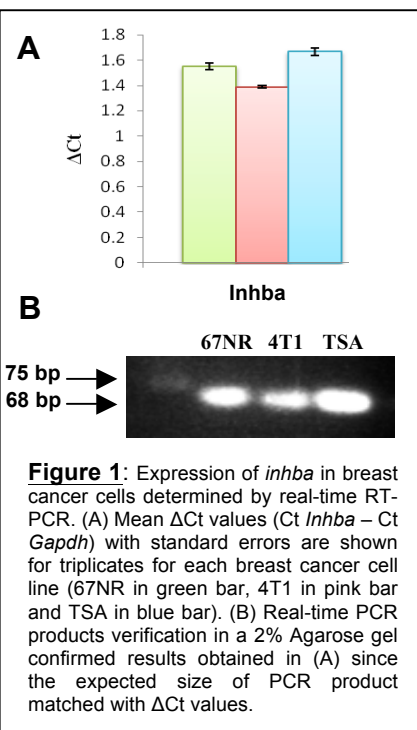 A
1.8
1.6
1.4
1.2
1
0.8
0.6
0.4
0.2
0
ΔCt
Inhba
B
67NR 4T1 TSA
75 bp
68 bp
Figure 1: Expression of inhba in breast
cancer cells determined by real-time RT-
PCR. (A) Mean ΔCt values (Ct Inhba – Ct
Gapdh) with standard errors are shown
for triplicates for each breast cancer cell
line (67NR in green bar, 4T1 in pink bar
and TSA in blue bar). (B) Real-time PCR
products verification in a 2% Agarose gel
confirmed results obtained in (A) since
the expected size of PCR product
matched with ΔCt values.